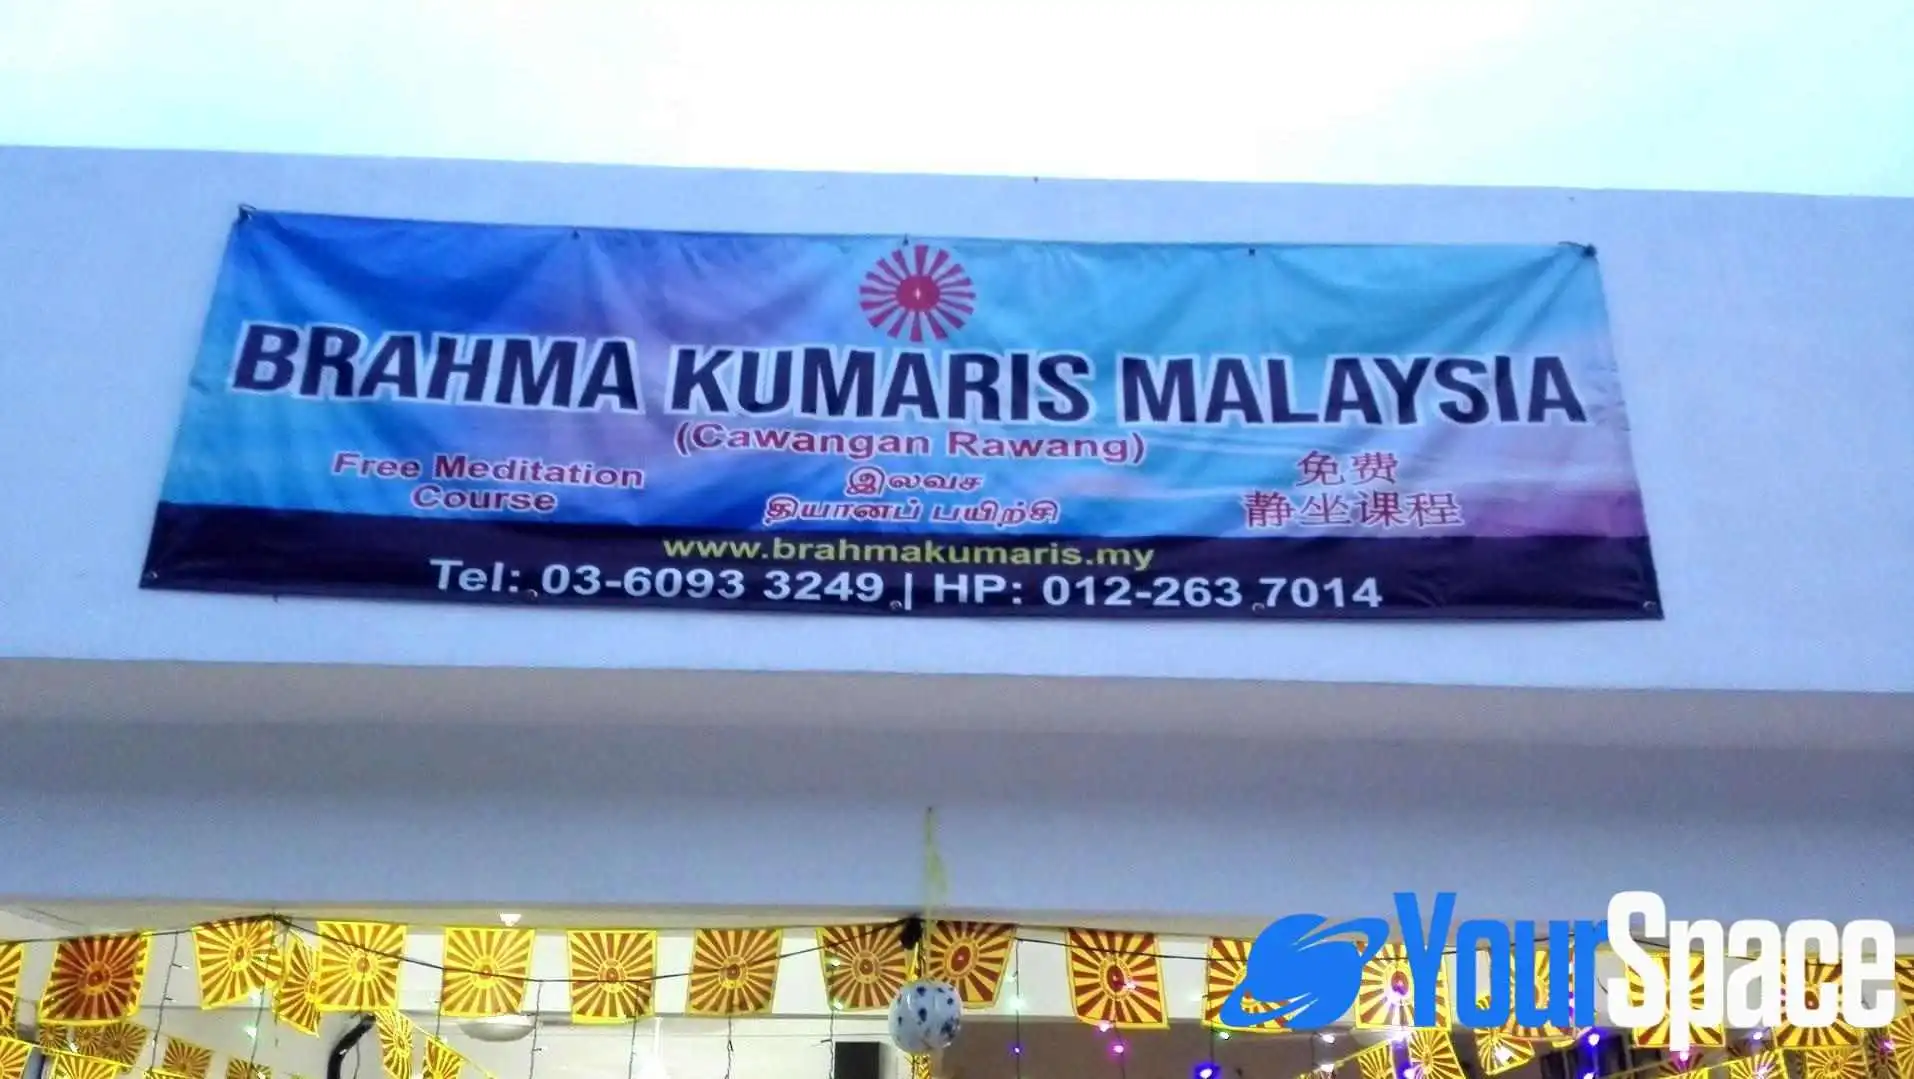 BRAHMA KUMARIS MALAYSIA
(Cawangan Rawang)
Free Meditation
Course
இலவச
தியானப் பயிற்சி
免费
静坐课程
www.brahmakumaris.my
Tel: 03-6093 3249 | HP: 012-263 7014
YourSpace